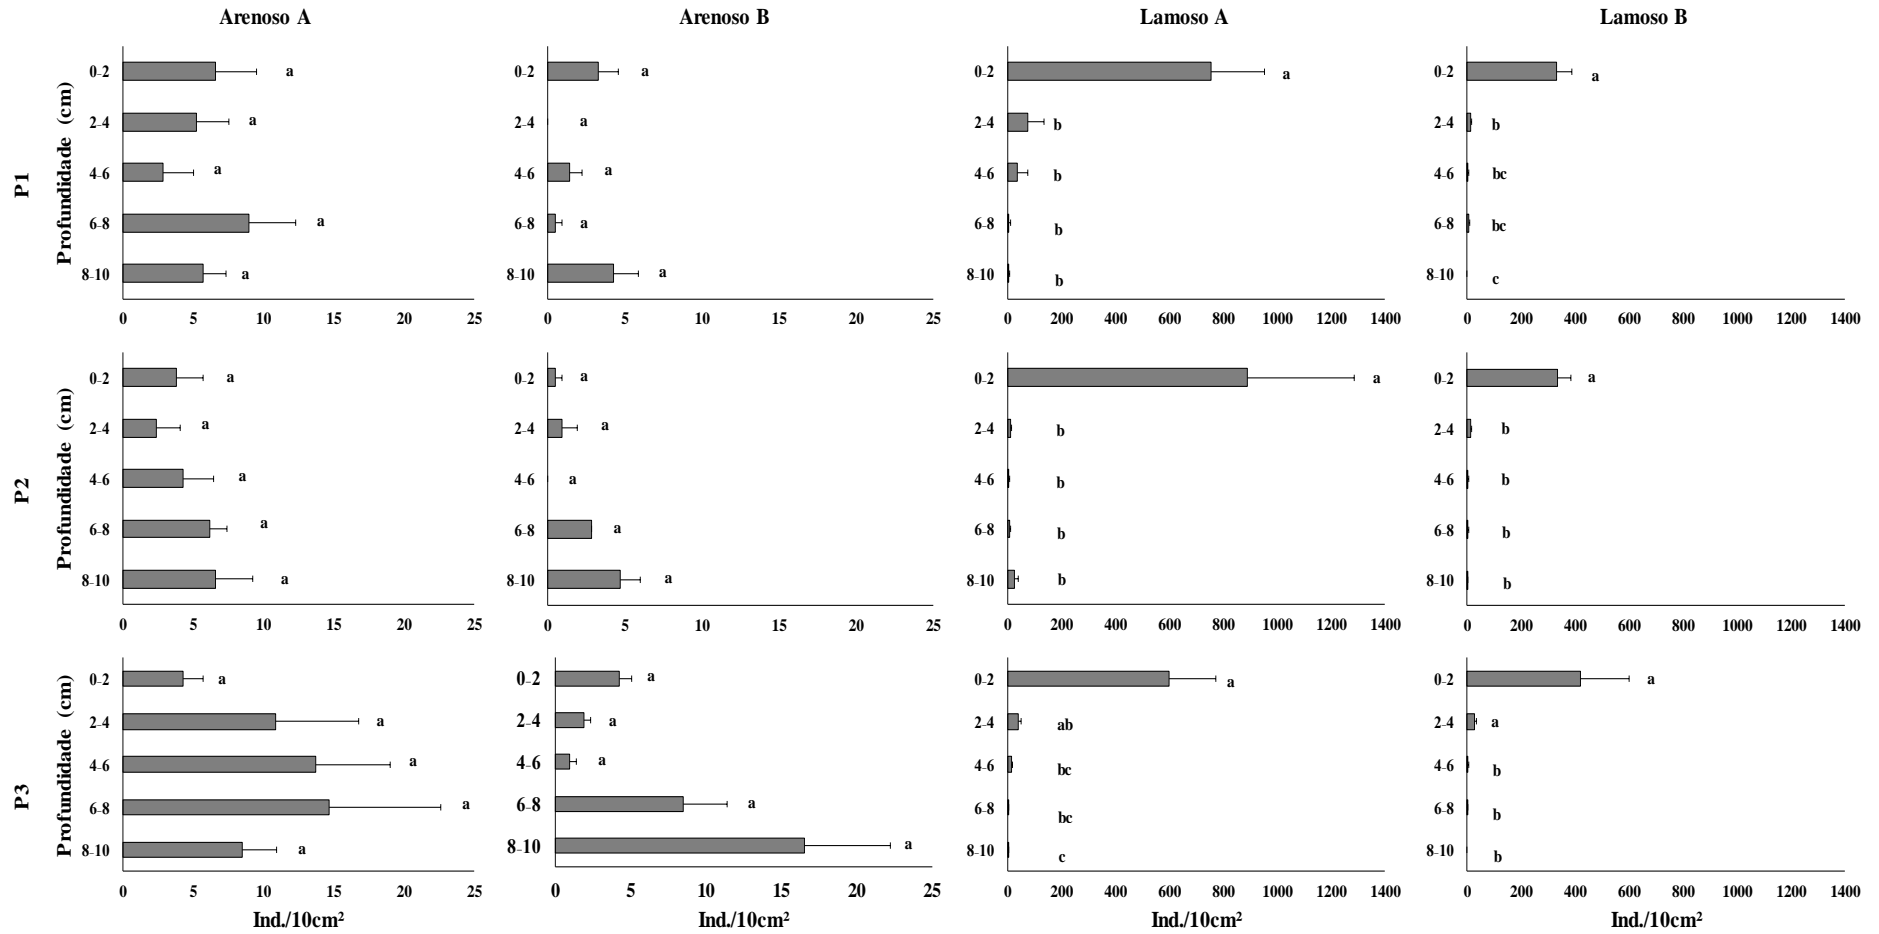 Arenoso A
Arenoso B
Lamoso A
Lamoso B
P1
Profundidade (cm)
0-2 a
2-4 a
4-6 a
6-8 a
8-10 a
0 5 10 15 20 25
0-2 a
2-4 a
4-6 a
6-8 a
8-10 a
0 5 10 15 20 25
0-2 a
2-4 b
4-6 b
6-8 b
8-10 b
0 200 400 600 800 1000 1200 1400
0-2 a
2-4 b
4-6 bc
6-8 bc
8-10 c
0 200 400 600 800 1000 1200 1400
P2
Profundidade (cm)
0-2 a
2-4 a
4-6 a
6-8 a
8-10 a
0 5 10 15 20 25
0-2 a
2-4 a
4-6 a
6-8 a
8-10 a
0 5 10 15 20 25
0-2 a
2-4 b
4-6 b
6-8 b
8-10 b
0 200 400 600 800 1000 1200 1400
0-2 a
2-4 b
4-6 b
6-8 b
8-10 b
0 200 400 600 800 1000 1200 1400
P3
Profundidade (cm)
0-2 a
2-4 a
4-6 a
6-8 a
8-10 a
0 5 10 15 20 25
Ind./10cm²
0-2 a
2-4 a
4-6 a
6-8 a
8-10 a
0 5 10 15 20 25
Ind./10cm²
0-2 a
2-4 ab
4-6 bc
6-8 bc
8-10 c
0 200 400 600 800 1000 1200 1400
Ind./10cm²
0-2 a
2-4 a
4-6 b
6-8 b
8-10 b
0 200 400 600 800 1000 1200 1400
Ind./10cm²